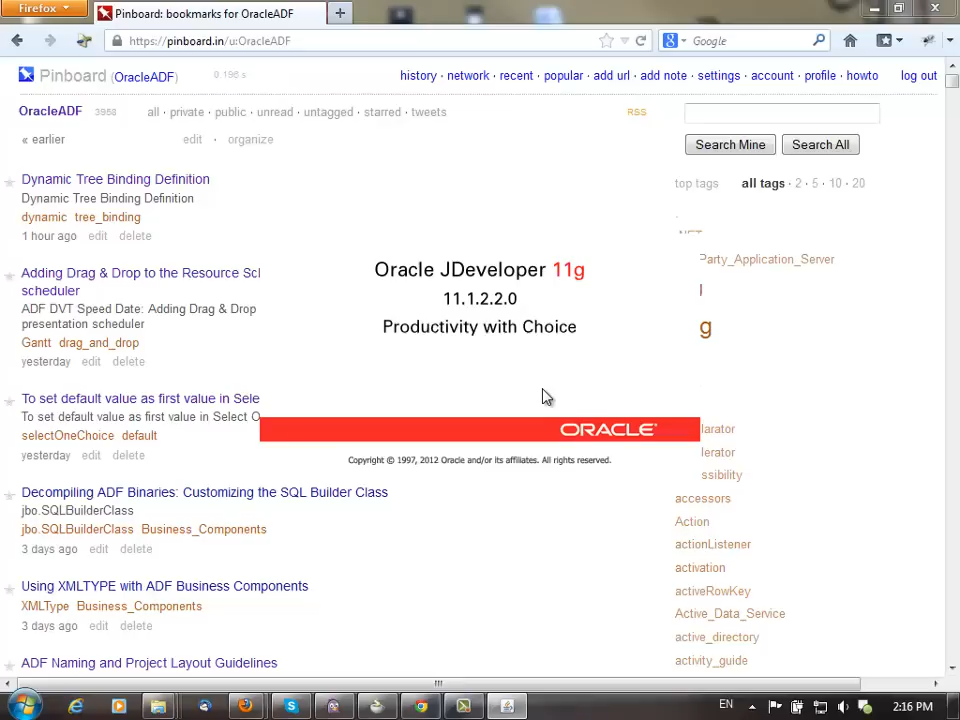 Firefox
Pinboard: bookmarks for OracleADF
https://pinboard.in/u:OracleADF
Google
Pinboard (OracleADF)
0.196 s
history · network · recent · popular · add url · add note · settings · account · profile · howto
log out
OracleADF 3958
all · private · public · unread · untagged · starred · tweets
RSS
« earlier
edit · organize
Search Mine
Search All
top tags
all tags · 2 · 5 · 10 · 20
Dynamic Tree Binding Definition
Dynamic Tree Binding Definition
dynamic tree_binding
1 hour ago edit delete
Party_Application_Server
g
Adding Drag & Drop to the Resource Scl
scheduler
ADF DVT Speed Date: Adding Drag & Drop
presentation scheduler
Gantt drag_and_drop
yesterday edit delete
Oracle JDeveloper 11g
11.1.2.2.0
Productivity with Choice
ORACLE
Copyright © 1997, 2012 Oracle and/or its affiliates. All rights reserved.
To set default value as first value in Sele
To set default value as first value in Select O
selectOneChoice default
yesterday edit delete
larator
lerator
ssibility
accessors
Action
actionListener
activation
activeRowKey
Active_Data_Service
active_directory
activity_guide
Decompiling ADF Binaries: Customizing the SQL Builder Class
jbo.SQLBuilderClass
jbo.SQLBuilderClass Business_Components
3 days ago edit delete
Using XMLTYPE with ADF Business Components
XMLType Business_Components
3 days ago edit delete
ADF Naming and Project Layout Guidelines
EN
2:16 PM